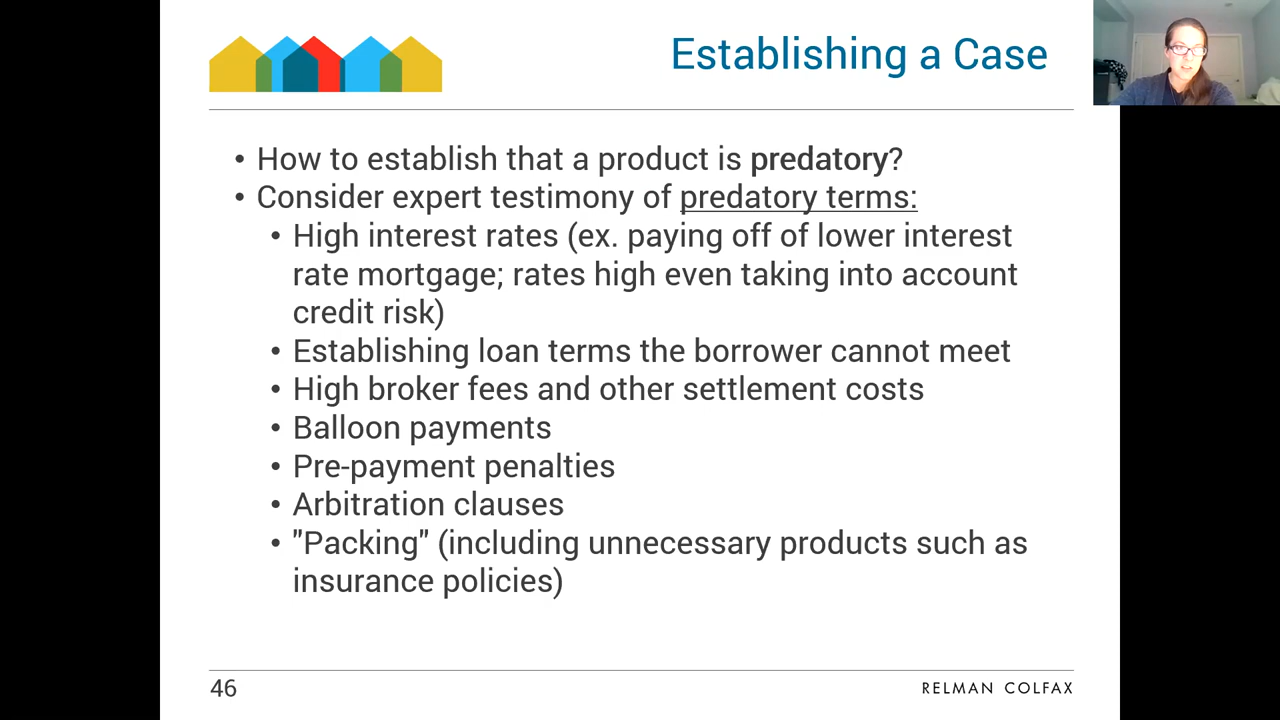 Establishing a Case
• How to establish that a product is predatory?
• Consider expert testimony of predatory terms:
• High interest rates (ex. paying off of lower interest
rate mortgage; rates high even taking into account
credit risk)
• Establishing loan terms the borrower cannot meet
• High broker fees and other settlement costs
• Balloon payments
• Pre-payment penalties
• Arbitration clauses
• "Packing" (including unnecessary products such as
insurance policies)
46
RELMAN COLFAX